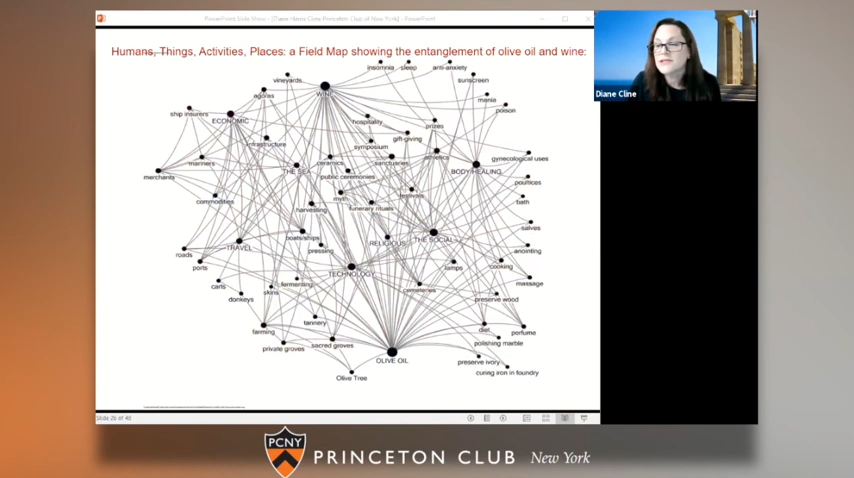 PowerPoint Slide Show - [Diane Harris Cline Princeton Club of New York] - PowerPoint
Humans, Things, Activities, Places: a Field Map showing the entanglement of olive oil and wine:
Diane Cline
insomnia
sleep
anti-anxiety
vineyards
WINE
sunscreen
agoras
mania
poison
ship insurers
ECONOMIC
hospitality
prizes
infrastructure
symposium
gift-giving
mariners
ceramics
sanctuaries
athletics
gynecological uses
merchants
THE SEA
public ceremonies
BODY/HEALING
poultices
commodities
myth
festivals
bath
harvesting
funerary rituals
salves
roads
TRAVEL
boats/ships
RELIGIOUS
THE SOCIAL
pressing
anointing
ports
TECHNOLOGY
lamps
cooking
carts
fermenting
cemeteries
massage
donkeys
skins
preserve wood
farming
tannery
diet
perfume
private groves
sacred groves
polishing marble
OLIVE OIL
preserve ivory
Olive Tree
curing iron in foundry
Slide 26 of 48
PCNY
PRINCETON CLUB New York